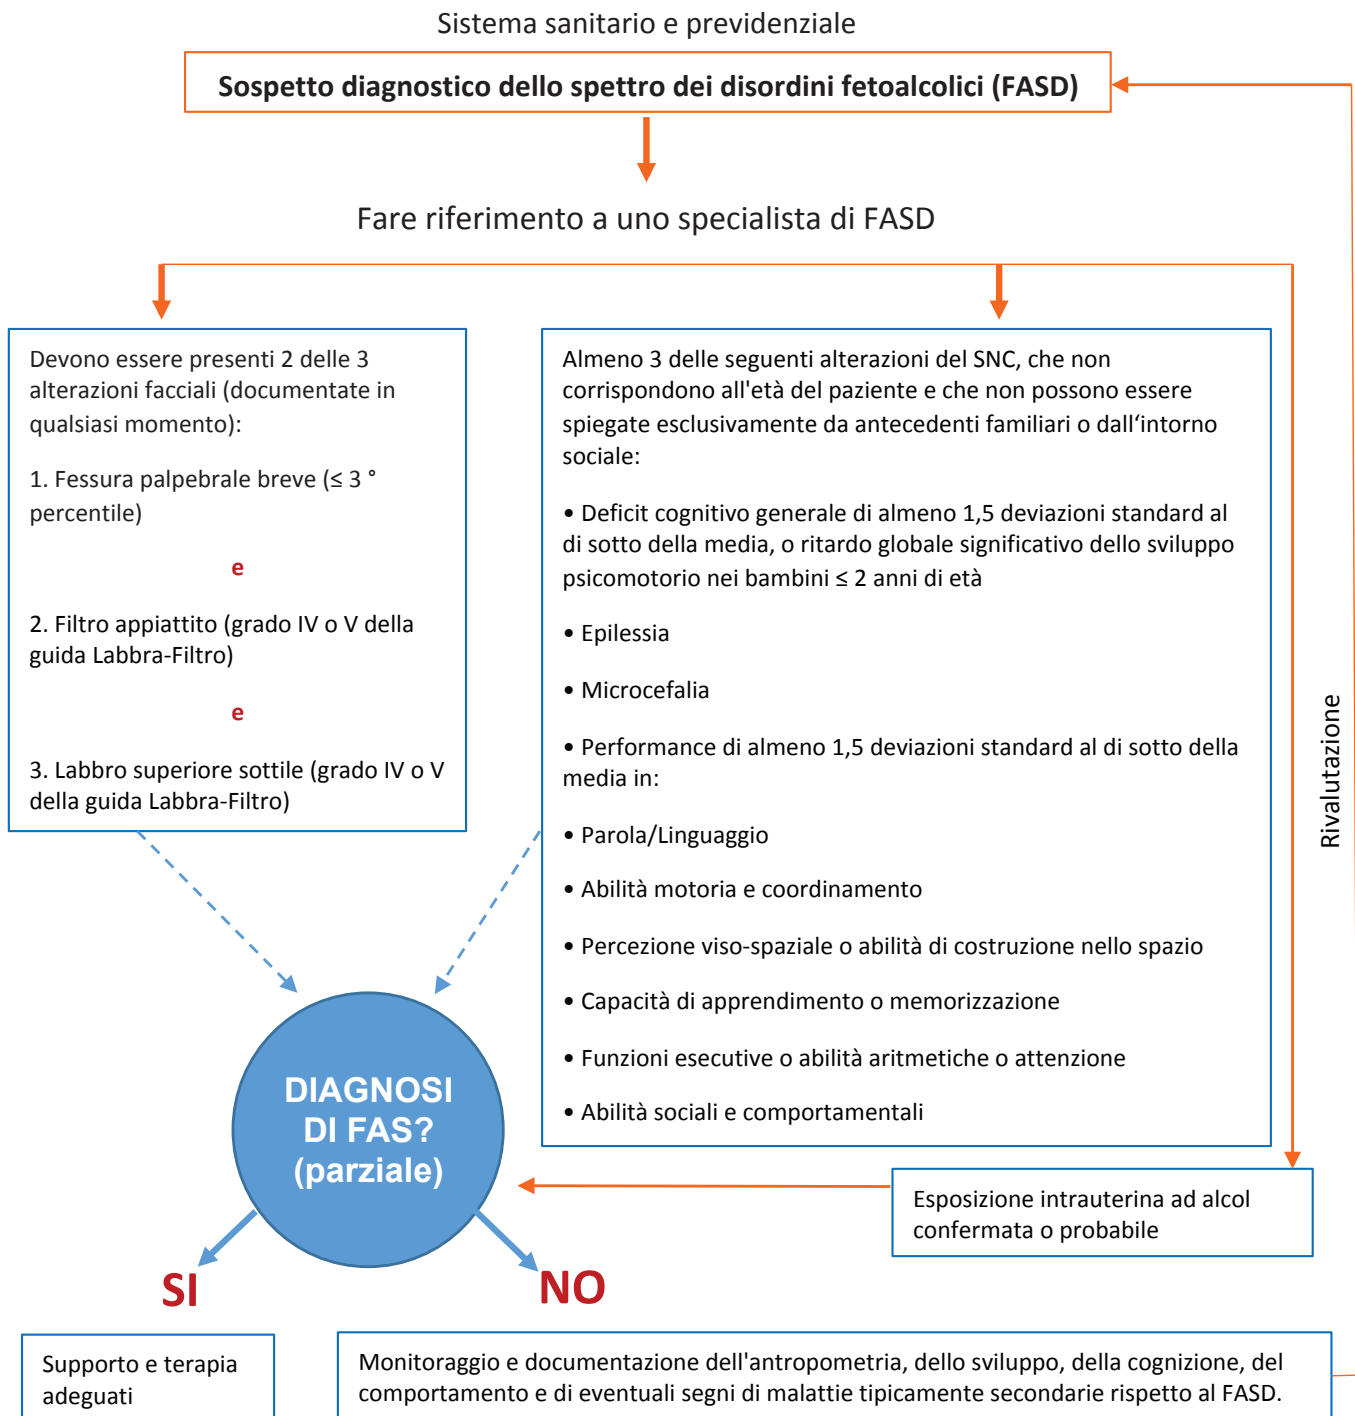 Sistema sanitario e previdenziale
Sospetto diagnostico dello spettro dei disordini fetoalcolici (FASD)
Fare riferimento a uno specialista di FASD
Devono essere presenti 2 delle 3
alterazioni facciali (documentate in
qualsiasi momento):
1. Fessura palpebrale breve (≤ 3 °
percentile)
e
2. Filtro appiattito (grado IV o V della
guida Labbra-Filtro)
e
3. Labbro superiore sottile (grado IV o V
della guida Labbra-Filtro)
Almeno 3 delle seguenti alterazioni del SNC, che non
corrispondono all'età del paziente e che non possono essere
spiegate esclusivamente da antecedenti familiari o dall‘intorno
sociale:
• Deficit cognitivo generale di almeno 1,5 deviazioni standard al
di sotto della media, o ritardo globale significativo dello sviluppo
psicomotorio nei bambini ≤ 2 anni di età
• Epilessia
• Microcefalia
• Performance di almeno 1,5 deviazioni standard al di sotto della
media in:
• Parola/Linguaggio
• Abilità motoria e coordinamento
• Percezione viso-spaziale o abilità di costruzione nello spazio
• Capacità di apprendimento o memorizzazione
• Funzioni esecutive o abilità aritmetiche o attenzione
• Abilità sociali e comportamentali
Rivalutazione
DIAGNOSI
DI FAS?
(parziale)
Esposizione intrauterina ad alcol
confermata o probabile
SI
NO
Supporto e terapia
adeguati
Monitoraggio e documentazione dell'antropometria, dello sviluppo, della cognizione, del
comportamento e di eventuali segni di malattie tipicamente secondarie rispetto al FASD.